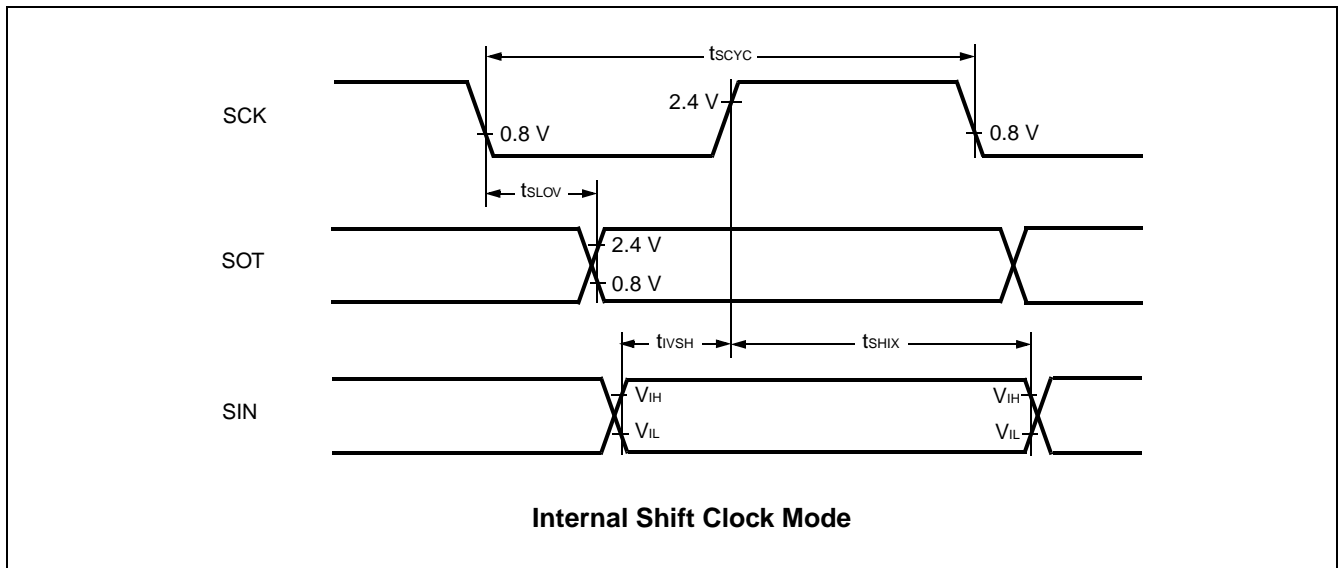 tSCYC
SCK
2.4 V
0.8 V
0.8 V
tSLOV
SOT
2.4 V
0.8 V
tIVSH
tSHIX
SIN
VIH
VIH
VIL
VIL
Internal Shift Clock Mode